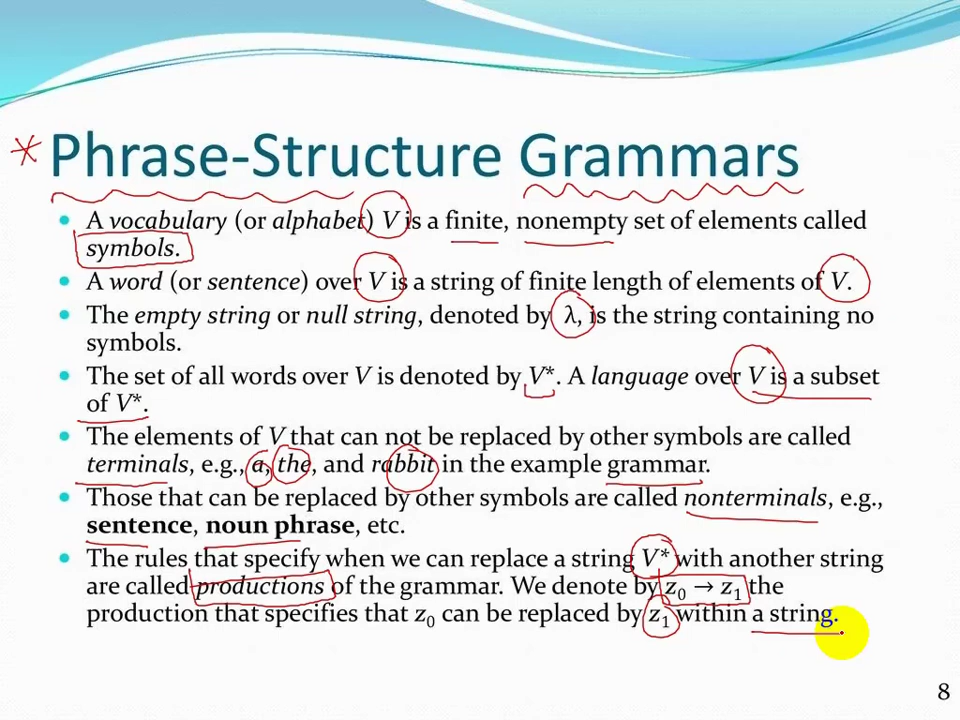 Phrase-Structure Grammars
• A vocabulary (or alphabet) V is a finite, nonempty set of elements called
symbols.
• A word (or sentence) over V is a string of finite length of elements of V.
• The empty string or null string, denoted by λ, is the string containing no
symbols.
• The set of all words over V is denoted by V*. A language over V is a subset
of V*.
• The elements of V that can not be replaced by other symbols are called
terminals, e.g., a, the, and rabbit in the example grammar.
• Those that can be replaced by other symbols are called nonterminals, e.g.,
sentence, noun phrase, etc.
• The rules that specify when we can replace a string V* with another string
are called productions of the grammar. We denote by z₀ → z₁ the
production that specifies that z₀ can be replaced by z₁ within a string.
8